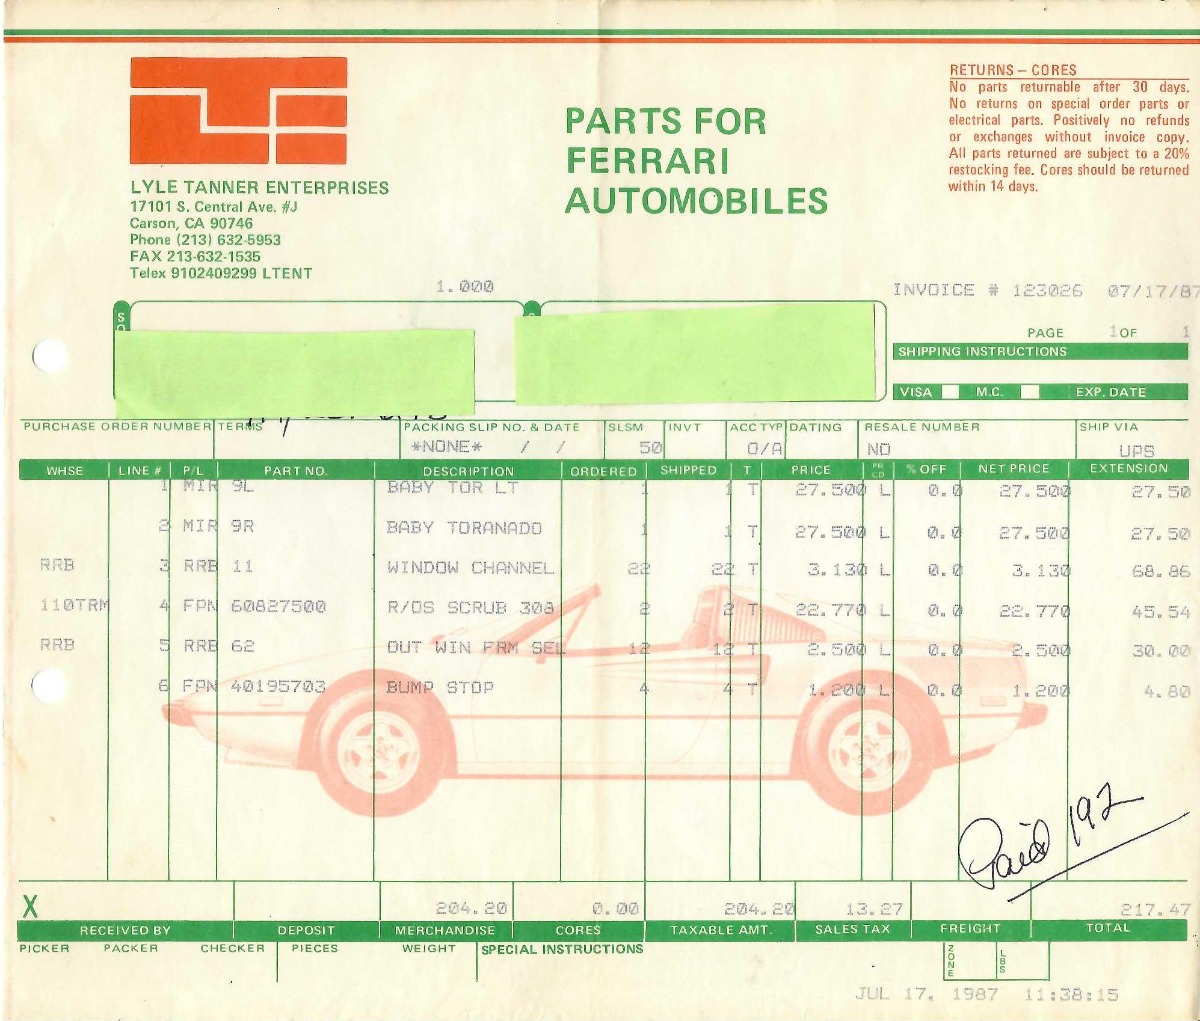 RETURNS – CORES
No parts returnable after 30 days.
No returns on special order parts or
electrical parts. Positively no refunds
or exchanges without invoice copy.
All parts returned are subject to a 20%
restocking fee. Cores should be returned
within 14 days.
PARTS FOR
FERRARI
AUTOMOBILES
LYLE TANNER ENTERPRISES
17101 S. Central Ave. #J
Carson, CA 90746
Phone (213) 632-5953
FAX 213-632-1535
Telex 9102409299 LTENT
1.000
INVOICE # 123026 07/17/87
PAGE 1 OF 1
SHIPPING INSTRUCTIONS
VISA M.C. EXP. DATE
PURCHASE ORDER NUMBER TERMS PACKING SLIP NO. & DATE SLSM INVT ACC TYP DATING RESALE NUMBER SHIP VIA
*NONE* / / 50 O/A NO UPS
WHSE LINE # P/L PART NO. DESCRIPTION ORDERED SHIPPED T PRICE PR CD % OFF NET PRICE EXTENSION
1 MIR 9L BABY TOR LT 1 1 T 27.500 L 0.0 27.500 27.50
2 MIR 9R BABY TORANADO 1 1 T 27.500 L 0.0 27.500 27.50
RRB 3 RRB 11 WINDOW CHANNEL 22 22 T 3.130 L 0.0 3.130 68.86
110TRM 4 FPN 60827500 R/OS SCRUB 308 2 2 T 22.770 L 0.0 22.770 45.54
RRB 5 RRB 62 OUT WIN FRM SEL 12 12 T 2.500 L 0.0 2.500 30.00
6 FPN 40195703 BUMP STOP 4 4 T 1.200 L 0.0 1.200 4.80
Paid 192
X 204.20 0.00 204.20 13.27 217.47
RECEIVED BY DEPOSIT MERCHANDISE CORES TAXABLE AMT. SALES TAX FREIGHT TOTAL
PICKER PACKER CHECKER PIECES WEIGHT SPECIAL INSTRUCTIONS ZONE LBS
JUL 17, 1987 11:38:15